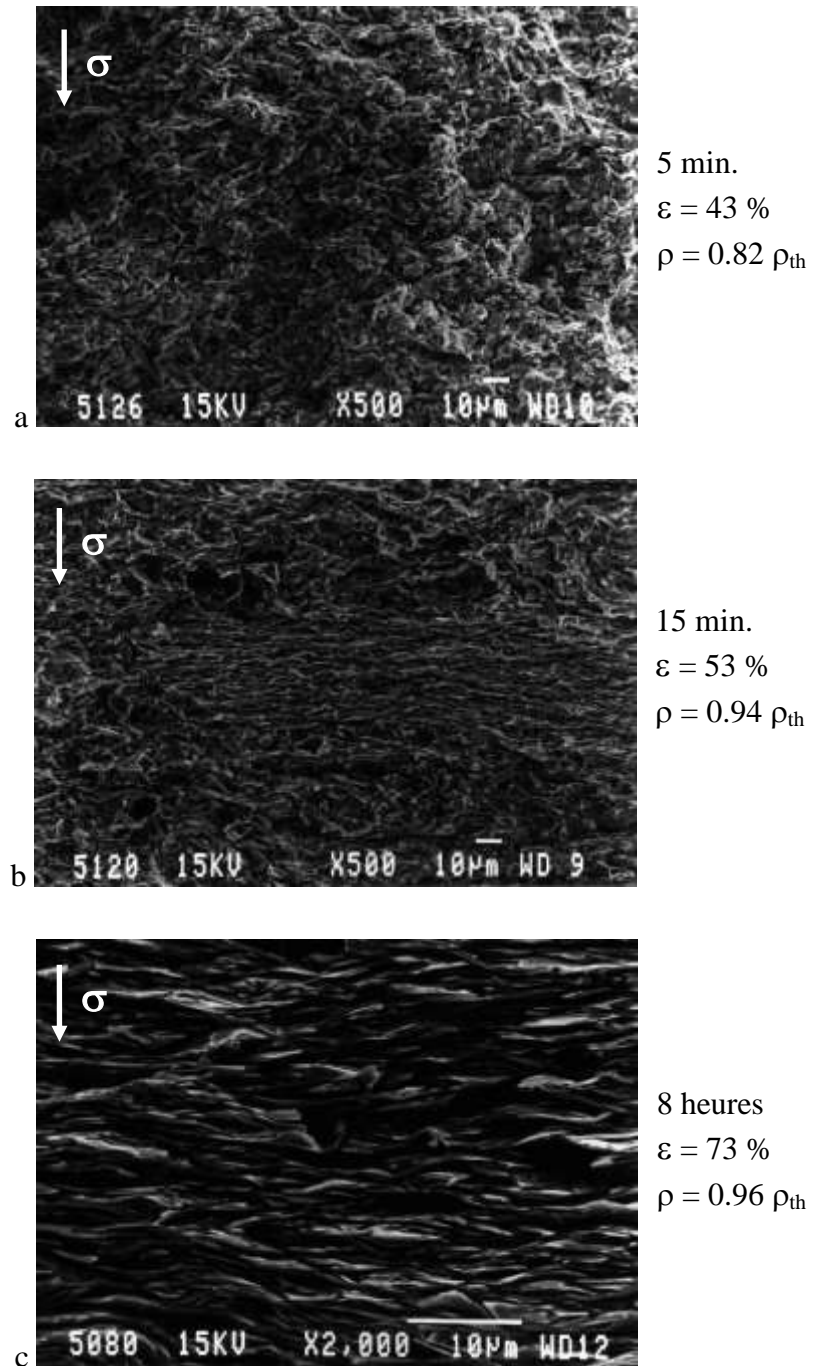 σ
5 min.
ε = 43 %
ρ = 0.82 ρth
5126 15KV X500 10µm WD10
a
σ
15 min.
ε = 53 %
ρ = 0.94 ρth
5120 15KV X500 10µm WD 9
b
σ
8 heures
ε = 73 %
ρ = 0.96 ρth
5080 15KV X2,000 10µm WD12
c